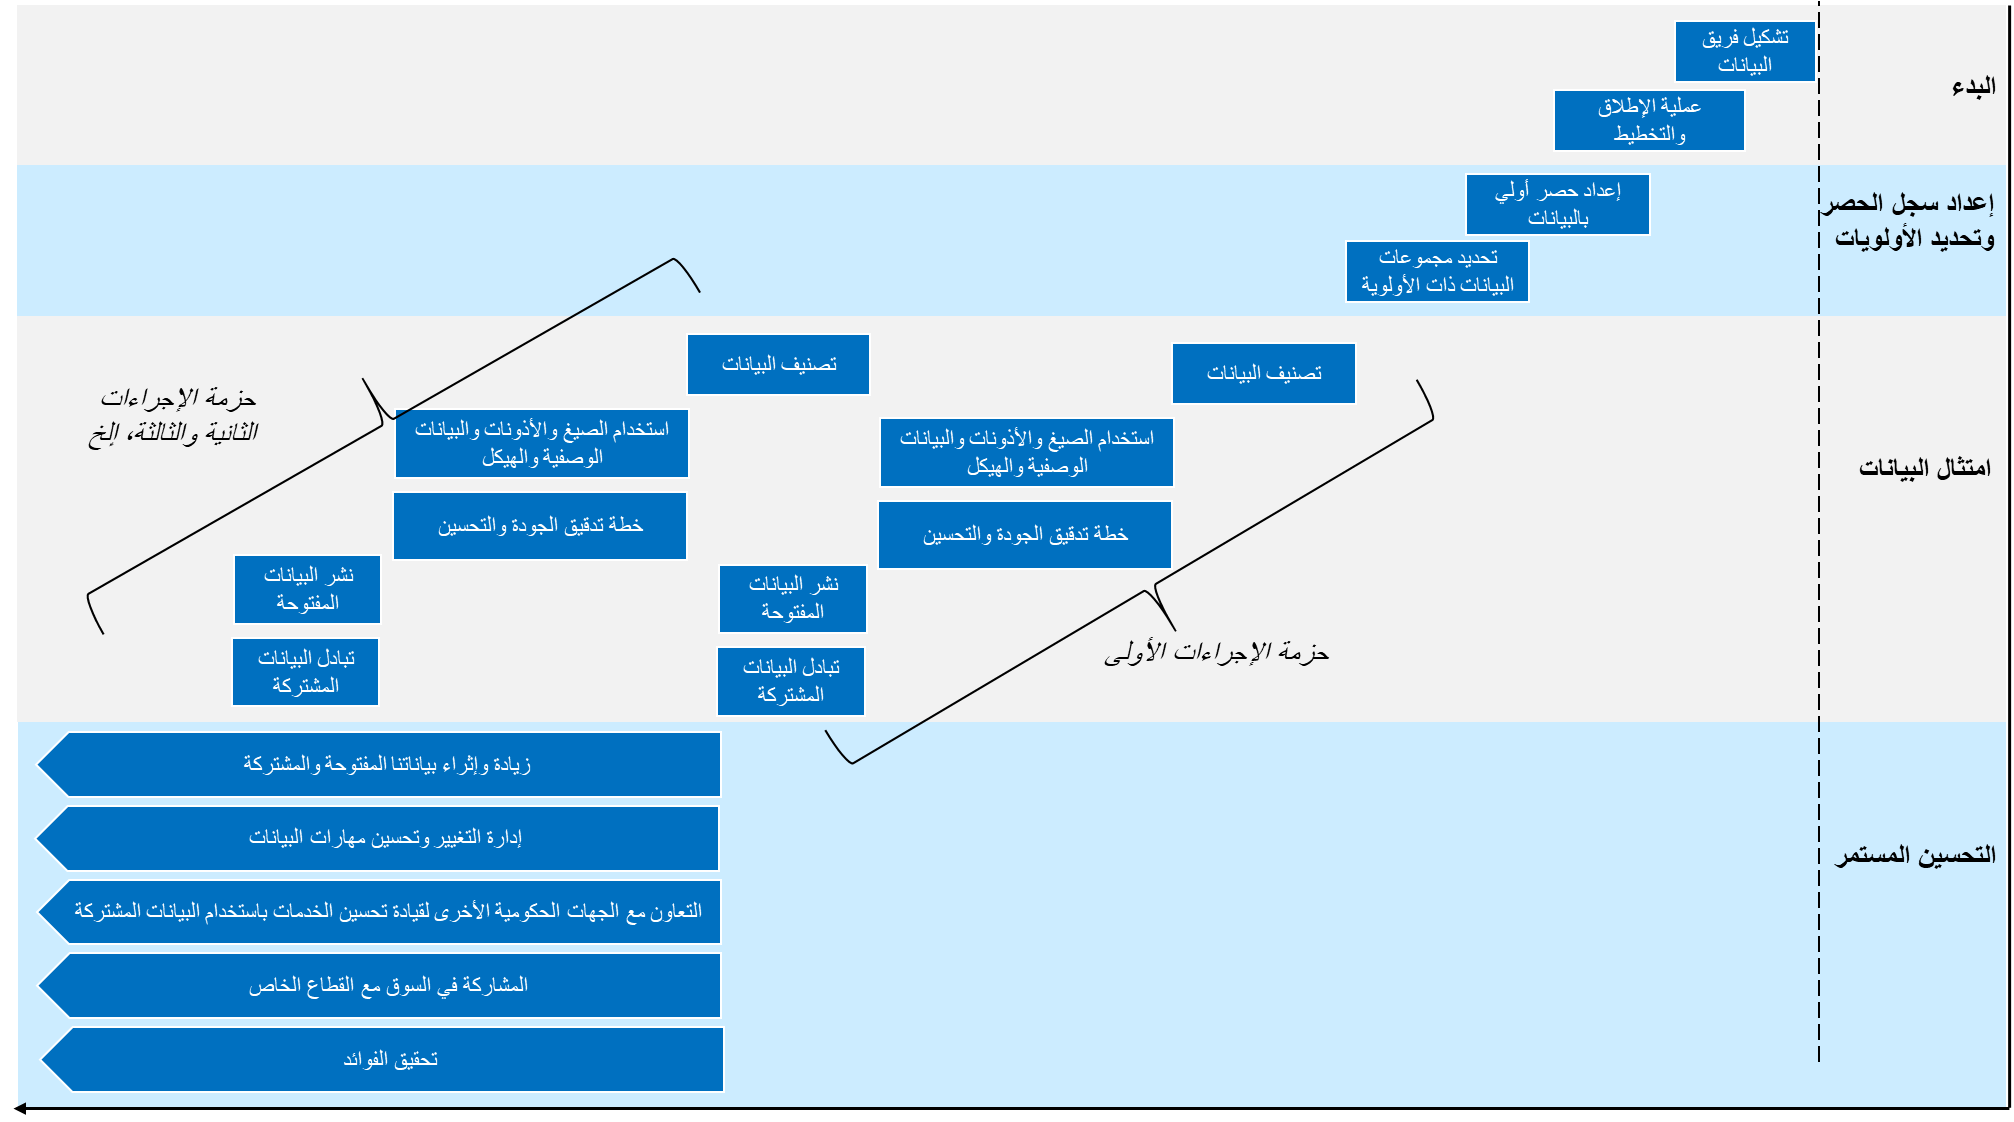 البدء
تشكيل فريق
البيانات
عملية الإطلاق
والتخطيط
إعداد سجل الحصر
وتحديد الأولويات
إعداد حصر أولي
بالبيانات
تحديد مجموعات
البيانات ذات الأولوية
امتثال البيانات
تصنيف البيانات
استخدام الصيغ والأذونات والبيانات
الوصفية والهيكل
خطة تدقيق الجودة والتحسين
نشر البيانات
المفتوحة
تبادل البيانات
المشتركة
حزمة الإجراءات الأولى
تصنيف البيانات
استخدام الصيغ والأذونات والبيانات
الوصفية والهيكل
خطة تدقيق الجودة والتحسين
نشر البيانات
المفتوحة
تبادل البيانات
المشتركة
حزمة الإجراءات
الثانية والثالثة، إلخ
التحسين المستمر
زيادة وإثراء بياناتنا المفتوحة والمشتركة
إدارة التغيير وتحسين مهارات البيانات
التعاون مع الجهات الحكومية الأخرى لقيادة تحسين الخدمات باستخدام البيانات المشتركة
المشاركة في السوق مع القطاع الخاص
تحقيق الفوائد